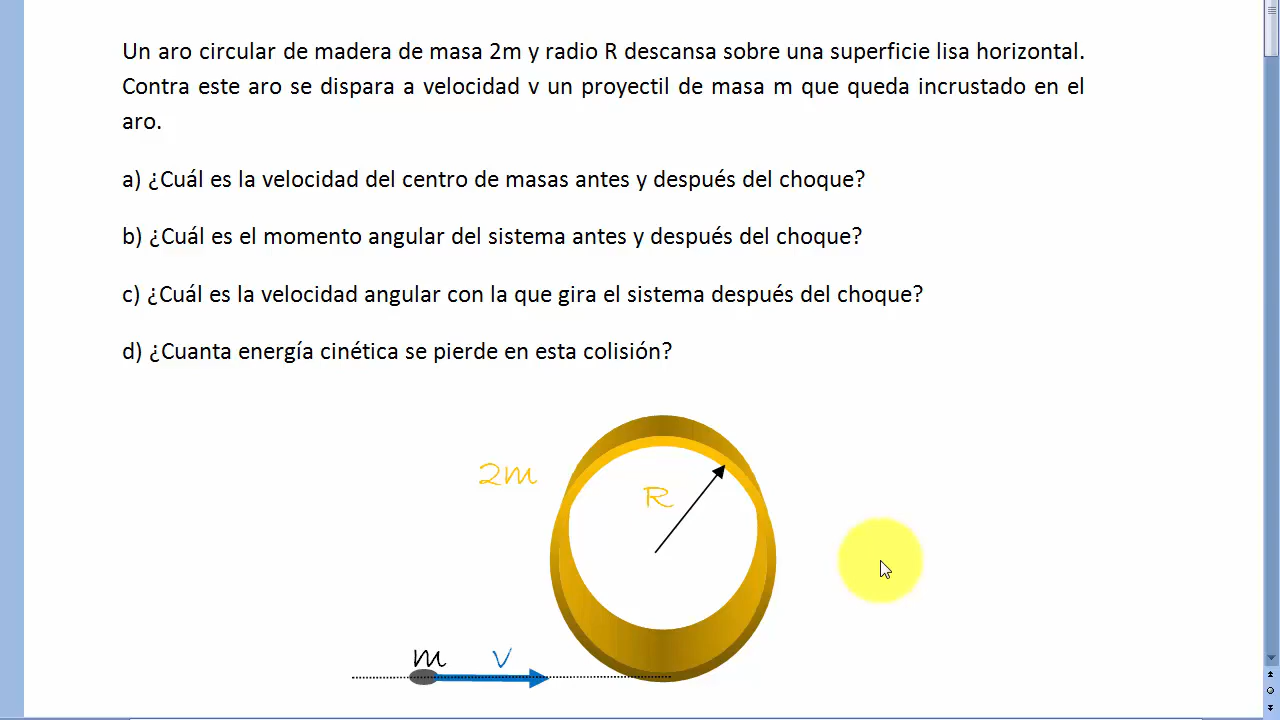 Un aro circular de madera de masa 2m y radio R descansa sobre una superficie lisa horizontal.
Contra este aro se dispara a velocidad v un proyectil de masa m que queda incrustado en el
aro.
a) ¿Cuál es la velocidad del centro de masas antes y después del choque?
b) ¿Cuál es el momento angular del sistema antes y después del choque?
c) ¿Cuál es la velocidad angular con la que gira el sistema después del choque?
d) ¿Cuanta energía cinética se pierde en esta colisión?
2m
R
m
v